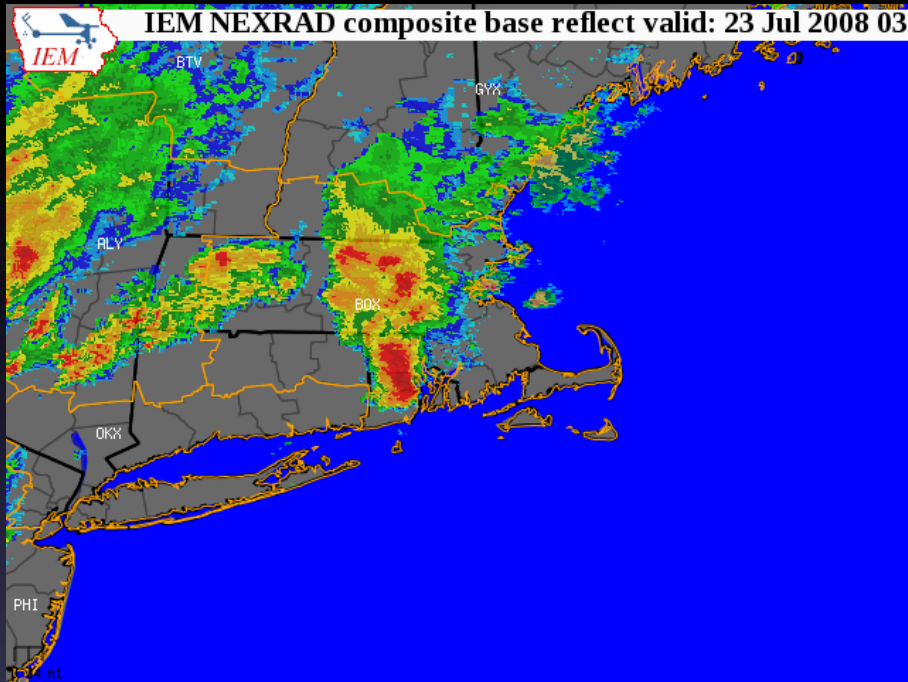 IEM NEXRAD composite base reflect valid: 23 Jul 2008 03
IEM
BTV
GYX
ALY
BOX
OKX
PHI